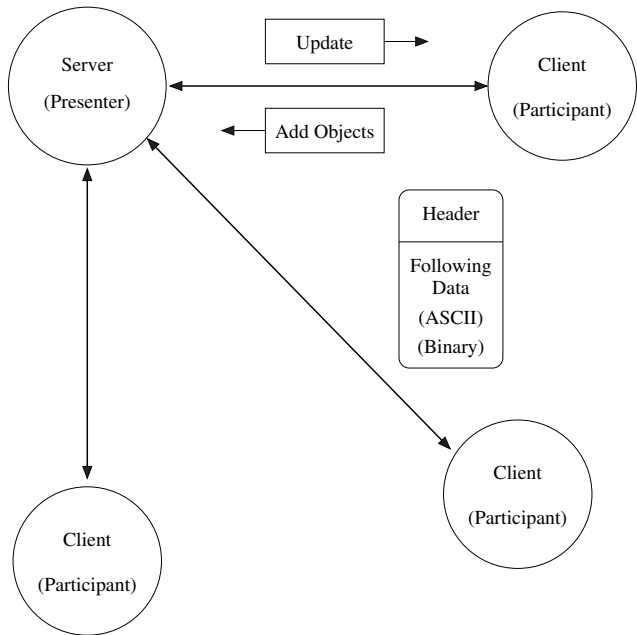 Server
(Presenter)
Update
Add Objects
Client
(Participant)
Header
Following
Data
(ASCII)
(Binary)
Client
(Participant)
Client
(Participant)